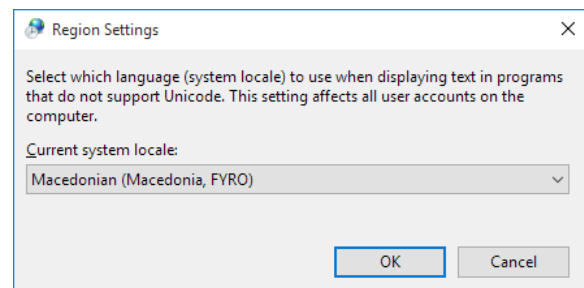 Region Settings
Select which language (system locale) to use when displaying text in programs
that do not support Unicode. This setting affects all user accounts on the
computer.
Current system locale:
Macedonian (Macedonia, FYRO)
OK Cancel